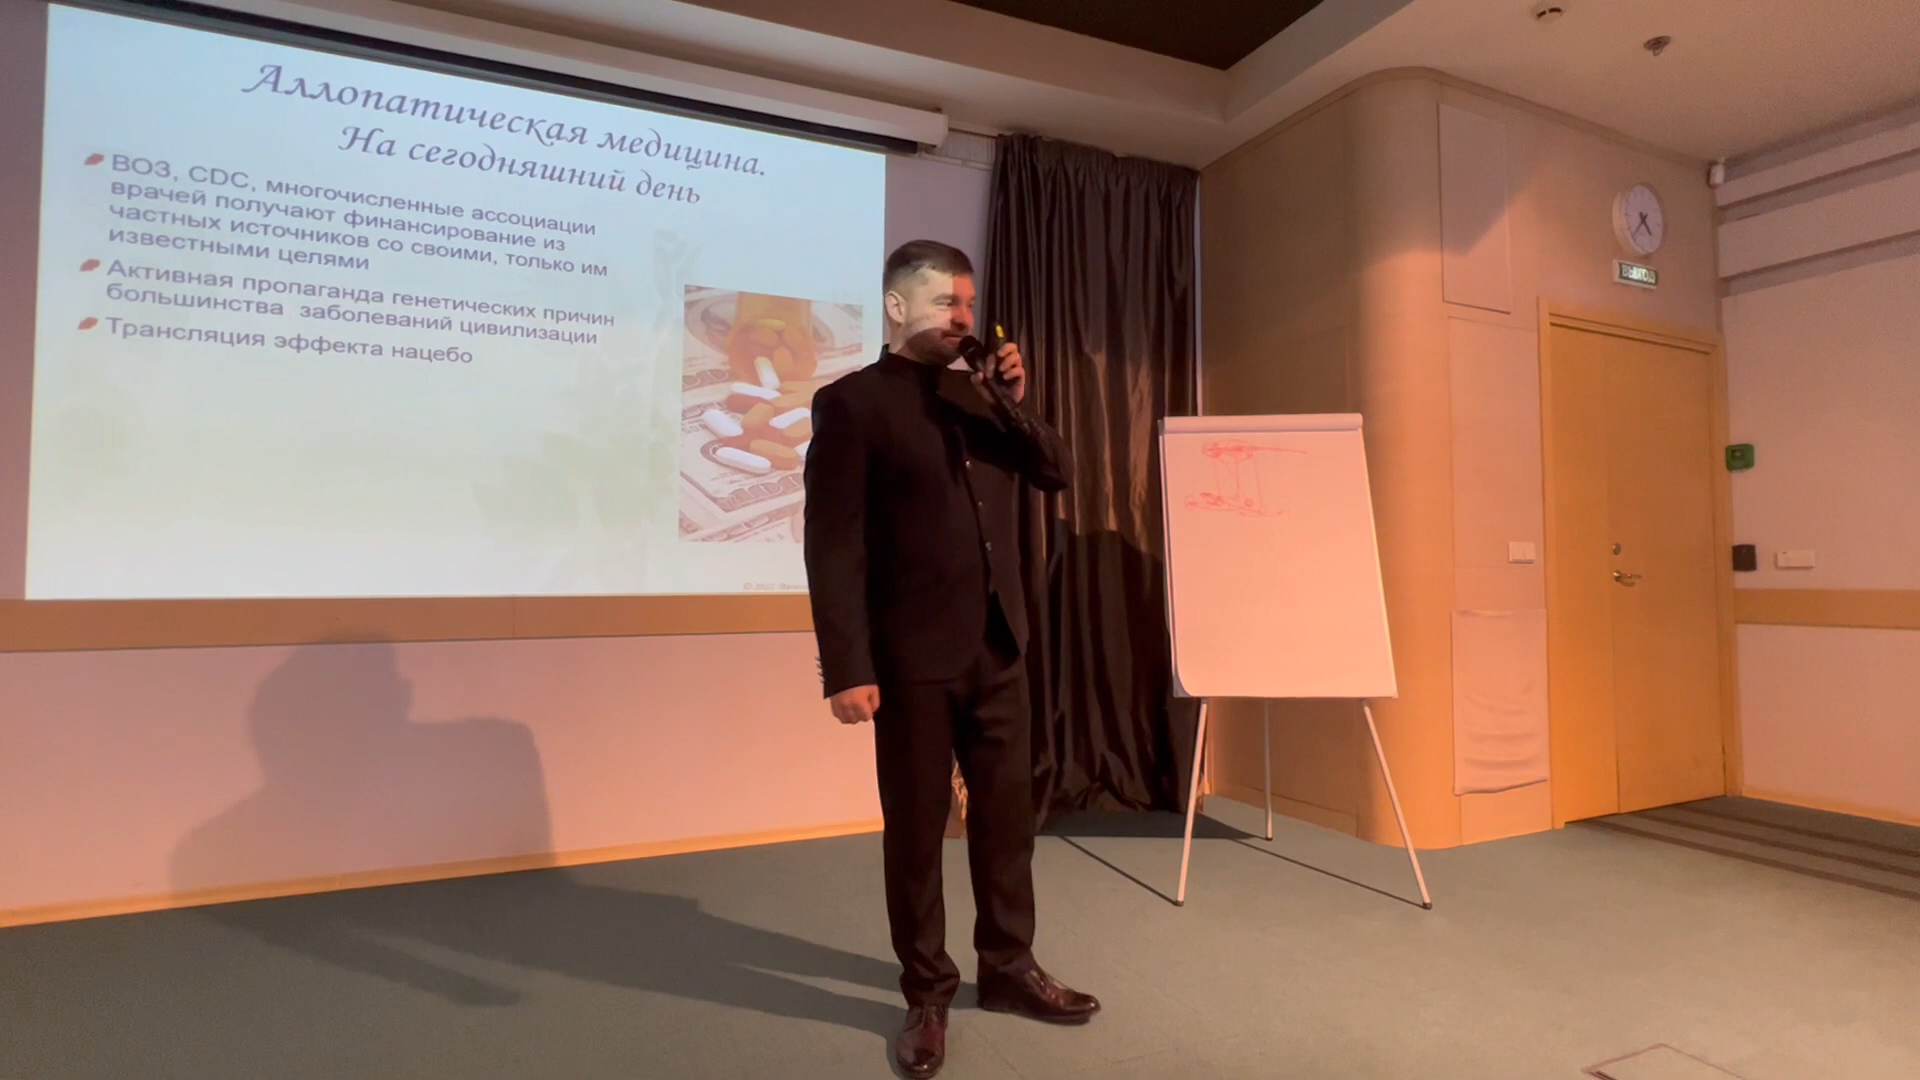 Аллопатическая медицина.
На сегодняшний день
ВОЗ, CDC, многочисленные ассоциации
врачей получают финансирование из
частных источников со своими, только им
известными целями
Активная пропаганда генетических причин
большинства заболеваний цивилизации
Трансляция эффекта нацебо
© 2022
ВЫХОД